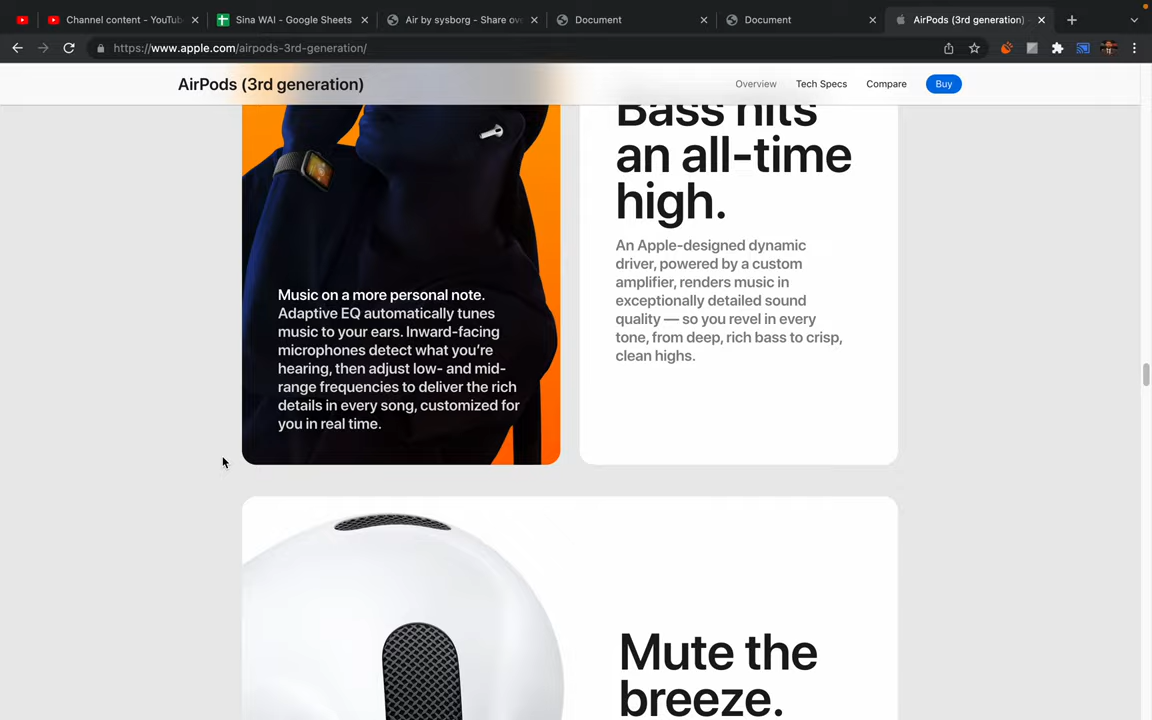 Channel content - YouTub
Sina WAI - Google Sheets
Air by sysborg - Share ov
Document
Document
AirPods (3rd generation)
https://www.apple.com/airpods-3rd-generation/
AirPods (3rd generation)
Overview
Tech Specs
Compare
Buy
Music on a more personal note.
Adaptive EQ automatically tunes
music to your ears. Inward-facing
microphones detect what you're
hearing, then adjust low- and mid-
range frequencies to deliver the rich
details in every song, customized for
you in real time.
Bass hits
an all-time
high.
An Apple-designed dynamic
driver, powered by a custom
amplifier, renders music in
exceptionally detailed sound
quality — so you revel in every
tone, from deep, rich bass to crisp,
clean highs.
Mute the
breeze.